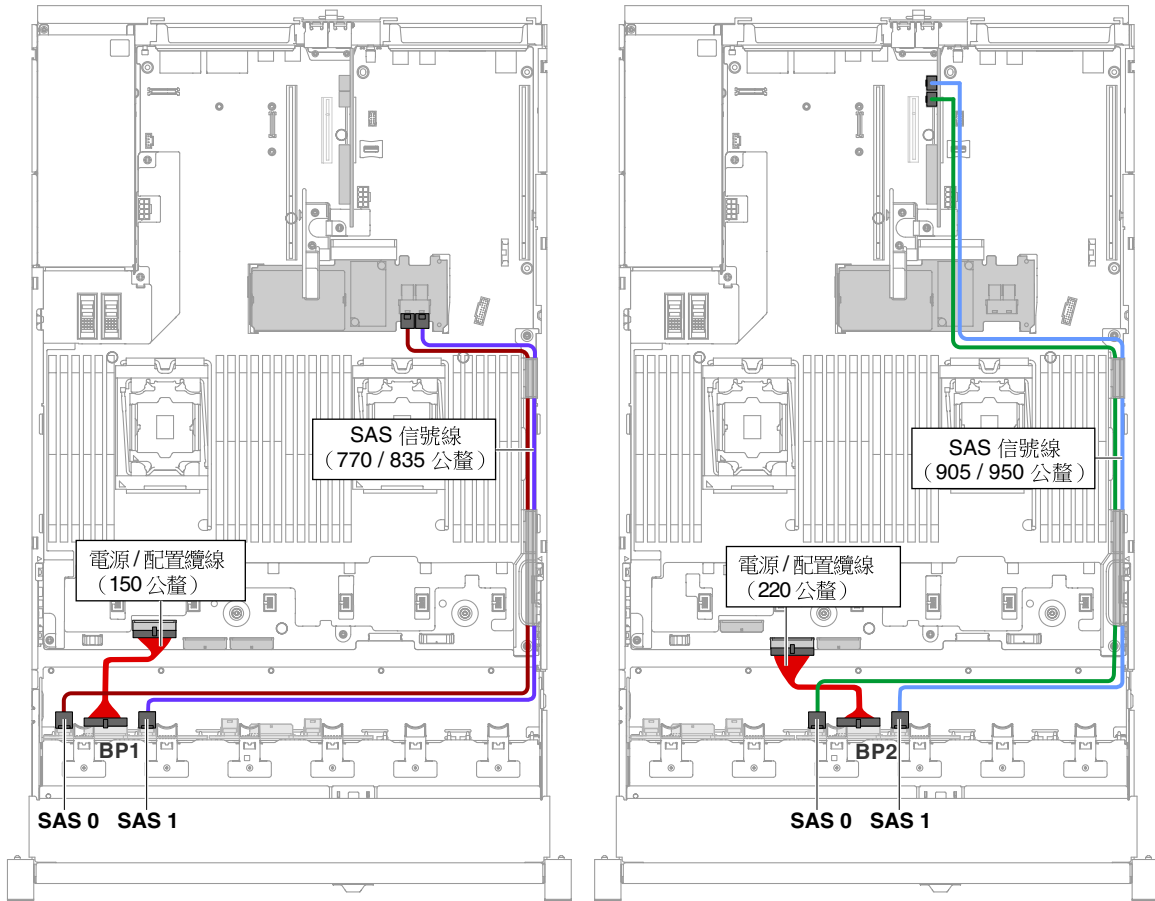 SAS 信號線
（770 / 835 公釐）
電源 / 配置纜線
（150 公釐）
BP1
SAS 0
SAS 1
SAS 信號線
（905 / 950 公釐）
電源 / 配置纜線
（220 公釐）
BP2
SAS 0
SAS 1